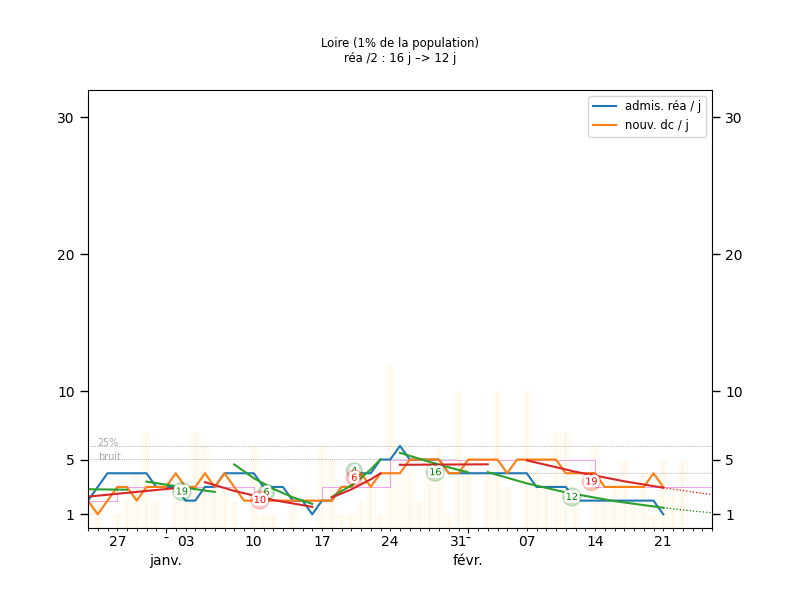 Loire (1% de la population)
réa /2 : 16 j –> 12 j
admis. réa / j
nouv. dc / j
30 30
20 20
10 10
25%
bruit
5 5
1 1
19 6 10 4 6 16 12 19
27 03 10 17 24 31 07 14 21
janv. févr.